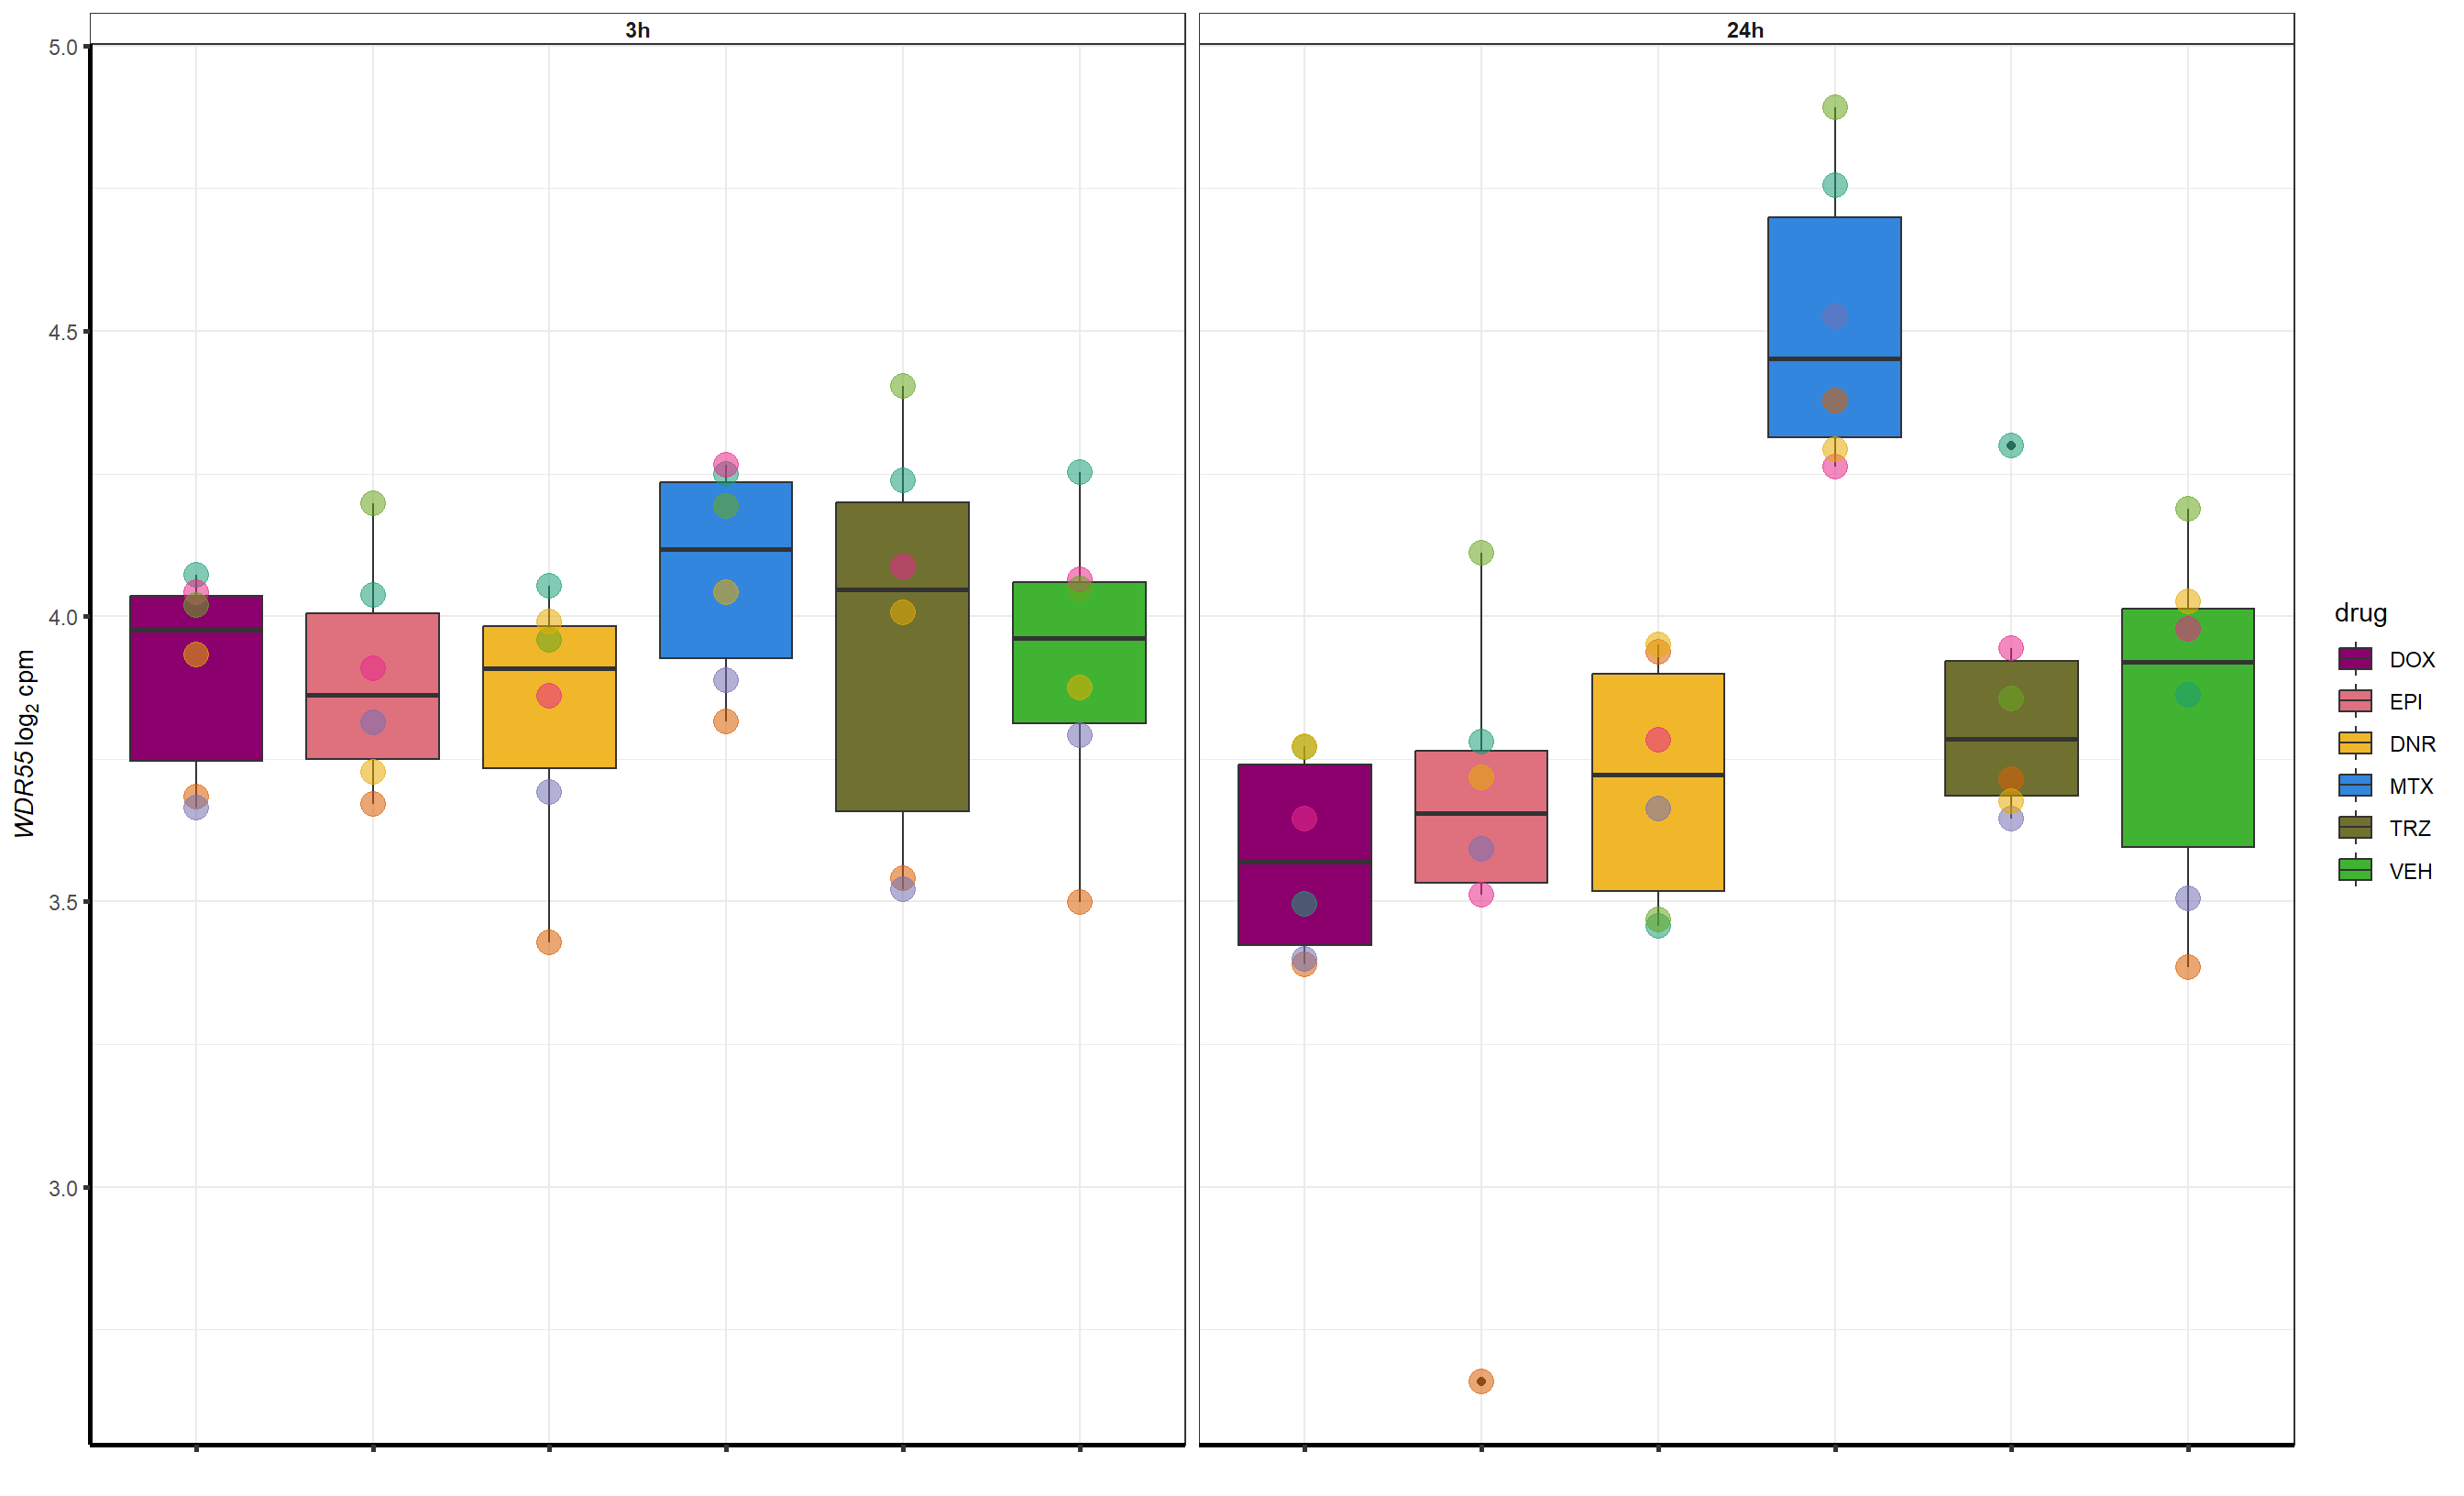 3h
24h
5.0
4.5
4.0
3.5
3.0
WDR55 log₂ cpm
drug
DOX
EPI
DNR
MTX
TRZ
VEH